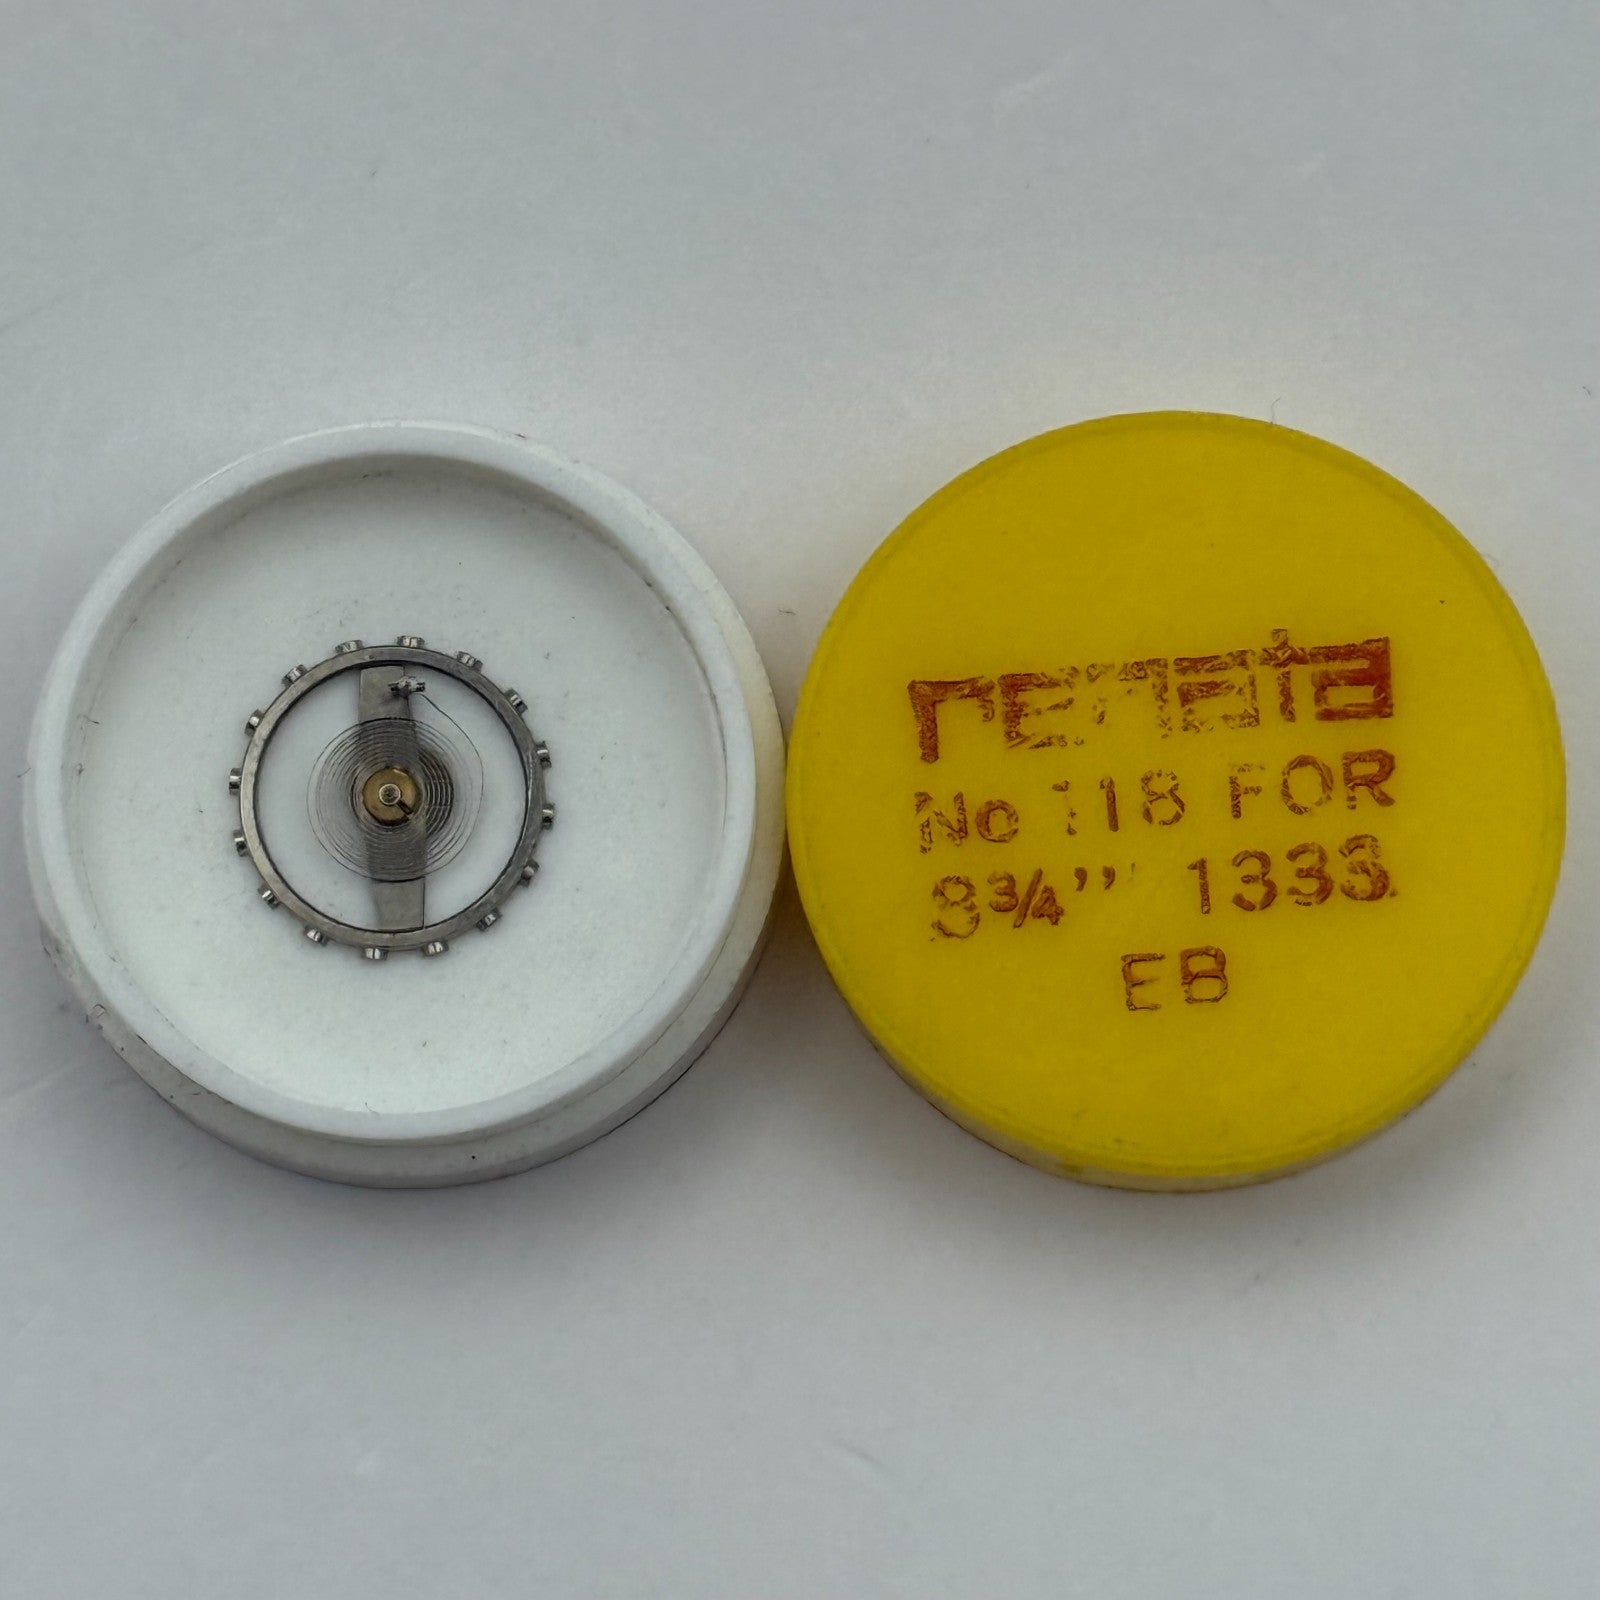 renata
No 118 FOR
8¾’’ 1333
EB